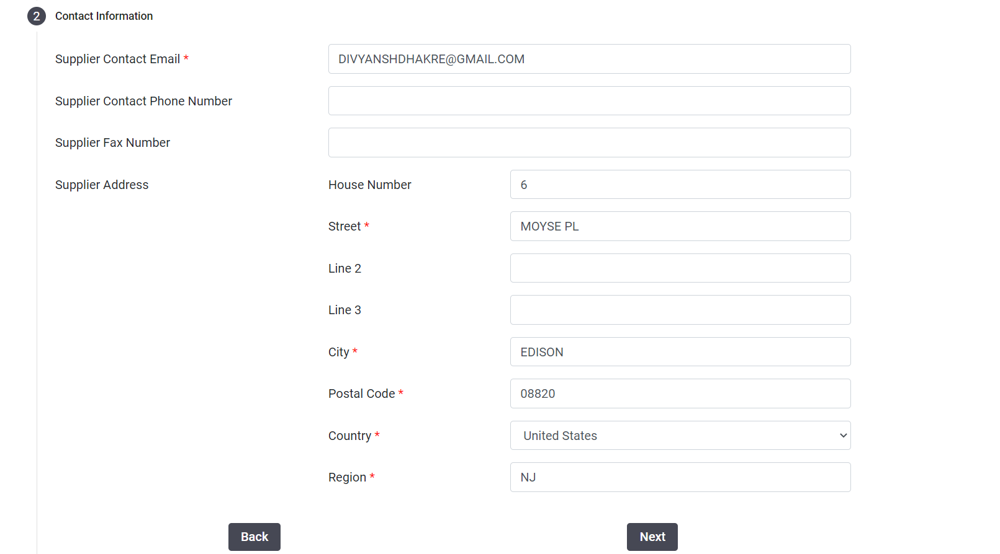 2 Contact Information
Supplier Contact Email * DIVYANSHDHAKRE@GMAIL.COM
Supplier Contact Phone Number
Supplier Fax Number
Supplier Address House Number 6
Street * MOYSE PL
Line 2
Line 3
City * EDISON
Postal Code * 08820
Country * United States
Region * NJ
Back Next